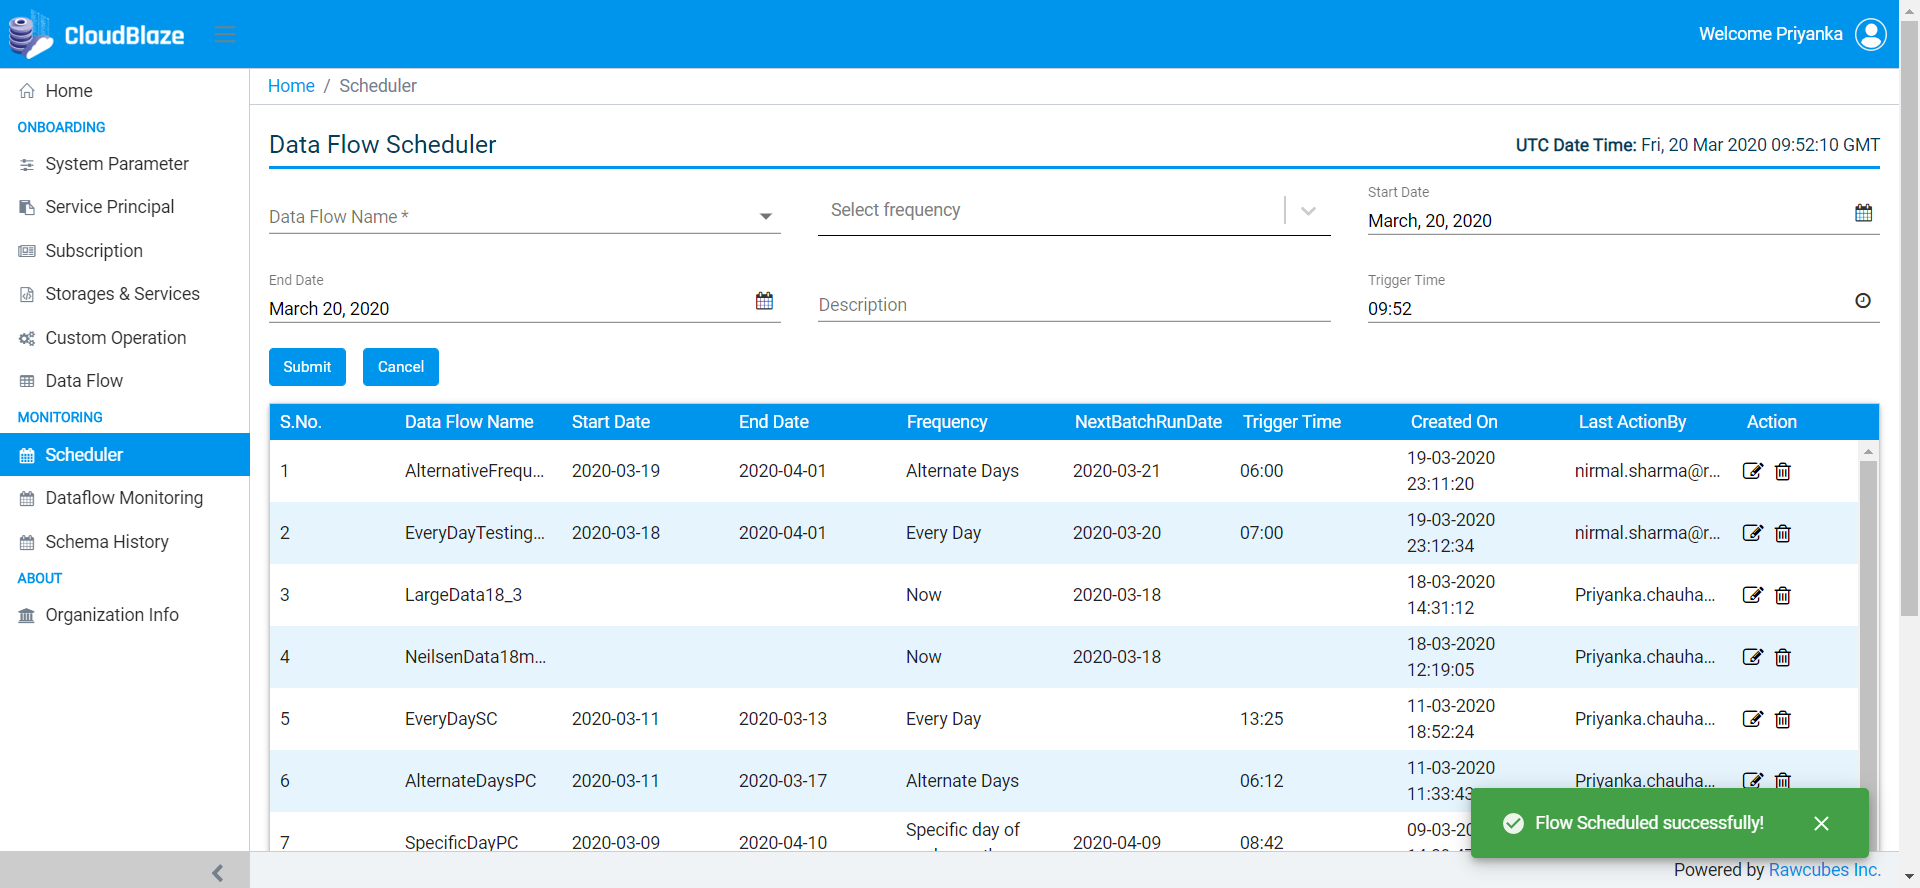 CloudBlaze
Welcome Priyanka
Home
ONBOARDING
System Parameter
Service Principal
Subscription
Storages & Services
Custom Operation
Data Flow
MONITORING
Scheduler
Dataflow Monitoring
Schema History
ABOUT
Organization Info
Home / Scheduler
Data Flow Scheduler
UTC Date Time: Fri, 20 Mar 2020 09:52:10 GMT
Data Flow Name *
Select frequency
Start Date
March, 20, 2020
End Date
March 20, 2020
Description
Trigger Time
09:52
Submit Cancel
S.No. Data Flow Name Start Date End Date Frequency NextBatchRunDate Trigger Time Created On Last ActionBy Action
1 AlternativeFrequ... 2020-03-19 2020-04-01 Alternate Days 2020-03-21 06:00 19-03-2020 23:11:20 nirmal.sharma@r...
2 EveryDayTesting... 2020-03-18 2020-04-01 Every Day 2020-03-20 07:00 19-03-2020 23:12:34 nirmal.sharma@r...
3 LargeData18_3 Now 2020-03-18 18-03-2020 14:31:12 Priyanka.chauha...
4 NeilsenData18m... Now 2020-03-18 18-03-2020 12:19:05 Priyanka.chauha...
5 EveryDaySC 2020-03-11 2020-03-13 Every Day 13:25 11-03-2020 18:52:24 Priyanka.chauha...
6 AlternateDaysPC 2020-03-11 2020-03-17 Alternate Days 06:12 11-03-2020 11:33:43 Priyanka.chauha...
7 SpecificDayPC 2020-03-09 2020-04-10 Specific day of 2020-04-09 08:42 09-03-20
Flow Scheduled successfully!
Powered by Rawcubes Inc.